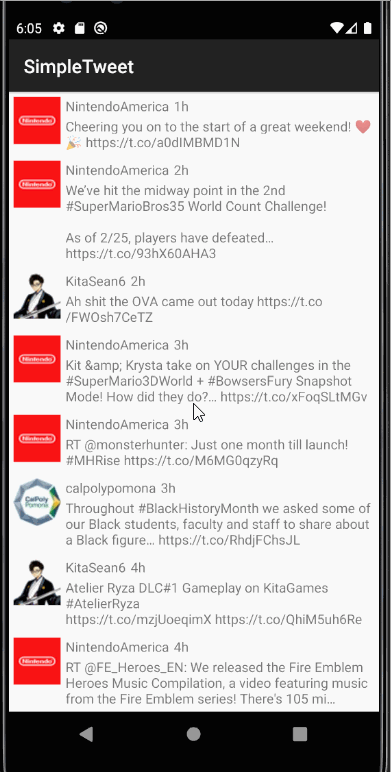 6:05
SimpleTweet
NintendoAmerica 1h
Cheering you on to the start of a great weekend! ❤️
🎉 https://t.co/a0dIMBMD1N
NintendoAmerica 2h
We've hit the midway point in the 2nd
#SuperMarioBros35 World Count Challenge!
As of 2/25, players have defeated…
https://t.co/93hX60AHA3
KitaSean6 2h
Ah shit the OVA came out today https://t.co
/FWOsh7CeTZ
NintendoAmerica 3h
Kit &amp; Krysta take on YOUR challenges in the
#SuperMario3DWorld + #BowsersFury Snapshot
Mode! How did they do?… https://t.co/xFoqSLtMGv
NintendoAmerica 3h
RT @monsterhunter: Just one month till launch!
#MHRise https://t.co/M6MG0qzyRq
calpolypomona 3h
Throughout #BlackHistoryMonth we asked some of
our Black students, faculty and staff to share about
a Black figure… https://t.co/RhdjFChsJL
KitaSean6 4h
Atelier Ryza DLC#1 Gameplay on KitaGames
#AtelierRyza
https://t.co/mzjUoeqimX https://t.co/QhiM5uh6Re
NintendoAmerica 4h
RT @FE_Heroes_EN: We released the Fire Emblem
Heroes Music Compilation, a video featuring music
from the Fire Emblem series! There's 105 mi…
Nintendo
Nintendo
Nintendo
Nintendo
CalPoly
Pomona
Nintendo